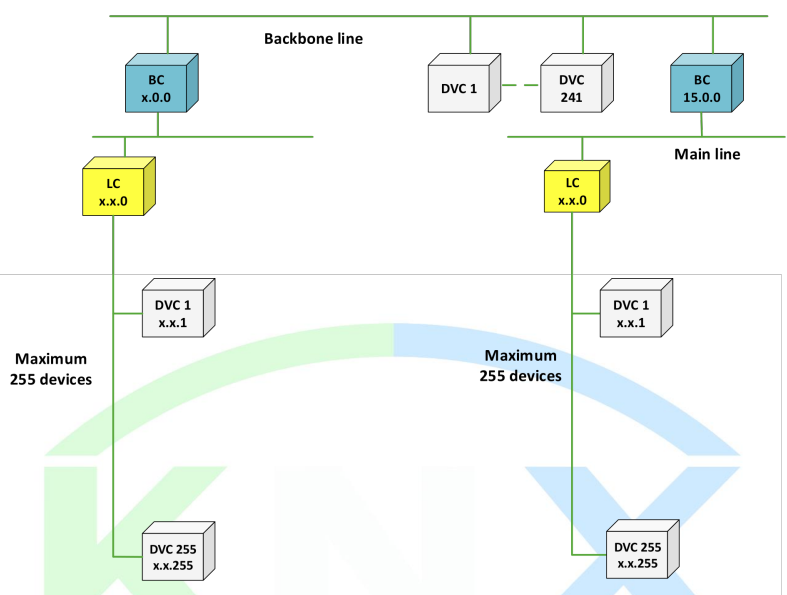 Backbone line
BC
x.0.0
DVC 1
DVC
241
BC
15.0.0
Main line
LC
x.x.0
LC
x.x.0
DVC 1
x.x.1
DVC 1
x.x.1
Maximum
255 devices
Maximum
255 devices
KNX
DVC 255
x.x.255
DVC 255
x.x.255